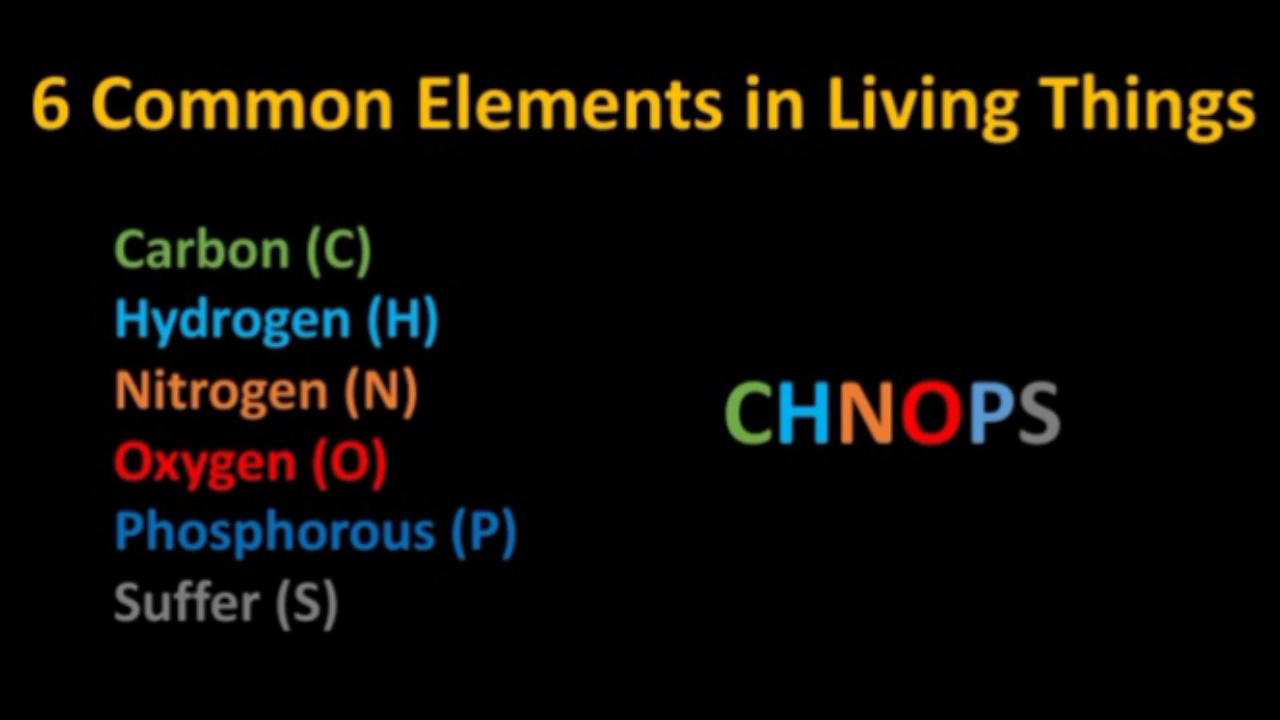 6 Common Elements in Living Things
Carbon (C)
Hydrogen (H)
Nitrogen (N)
Oxygen (O)
Phosphorous (P)
Suffer (S)
CHNOPS